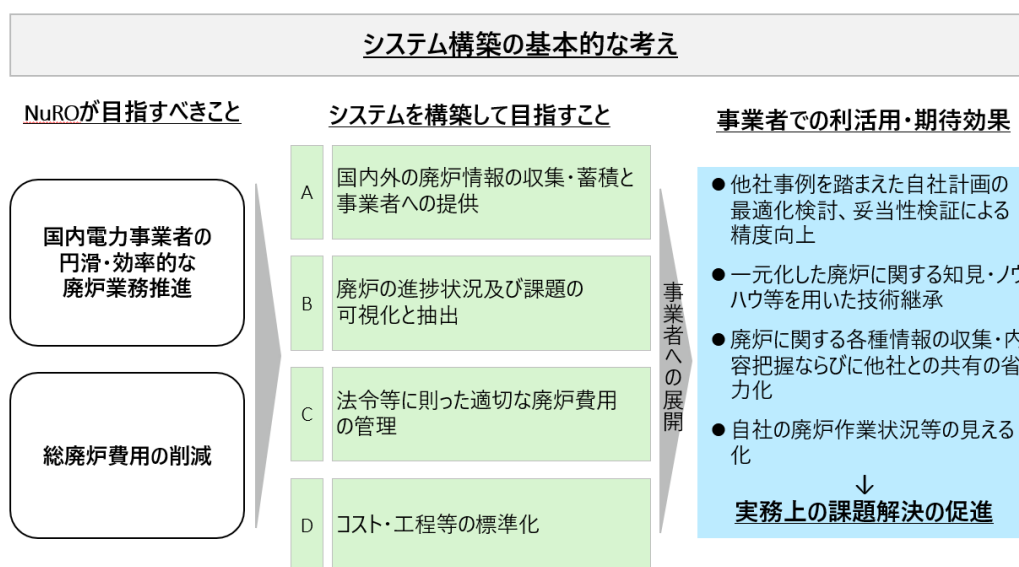 システム構築の基本的な考え
NuROが目指すべきこと
国内電力事業者の
円滑・効率的な
廃炉業務推進
総廃炉費用の削減
システムを構築して目指すこと
A
国内外の廃炉情報の収集・蓄積と
事業者への提供
B
廃炉の進捗状況及び課題の
可視化と抽出
C
法令等に則った適切な廃炉費用
の管理
D
コスト・工程等の標準化
事業者への展開
事業者での利活用・期待効果
● 他社事例を踏まえた自社計画の
最適化検討、妥当性検証による
精度向上
● 一元化した廃炉に関する知見・ノウ
ハウ等を用いた技術継承
● 廃炉に関する各種情報の収集・内
容把握ならびに他社との共有の省
力化
● 自社の廃炉作業状況等の見える
化
↓
実務上の課題解決の促進